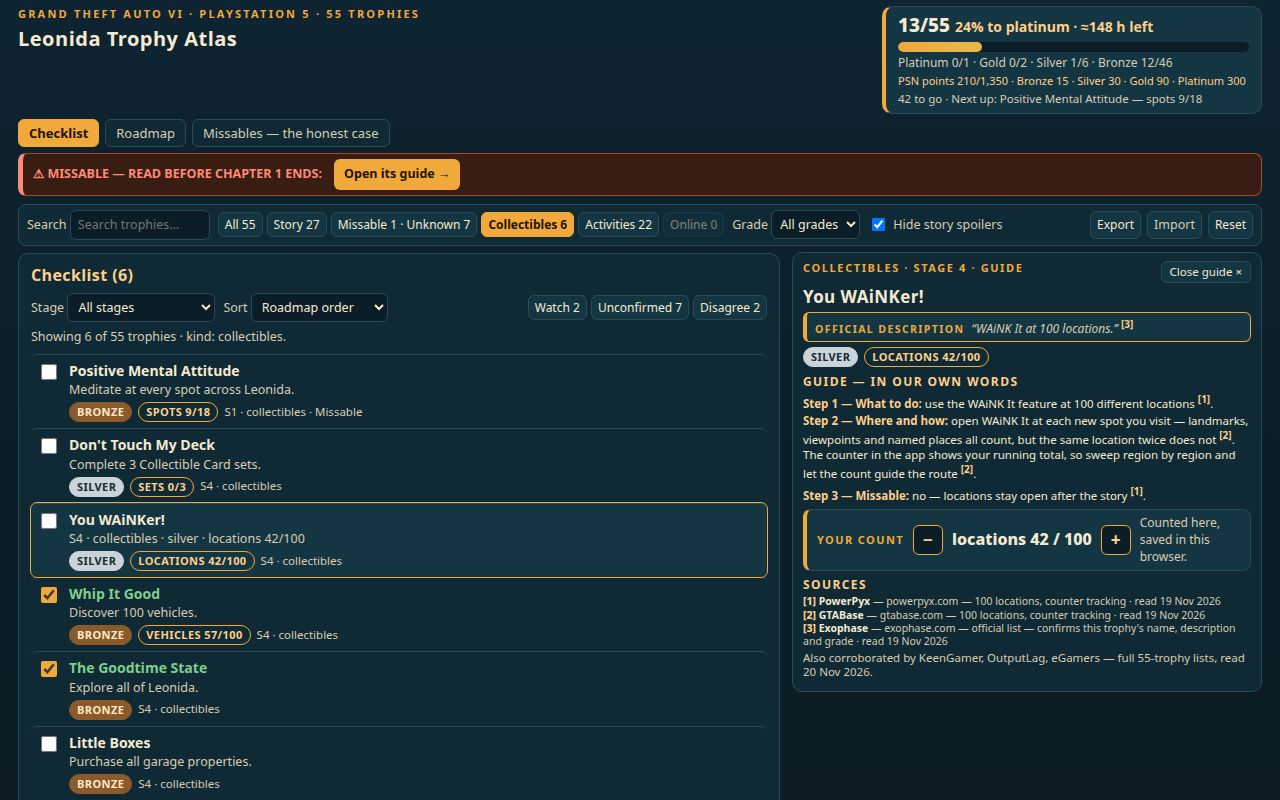 GRAND THEFT AUTO VI · PLAYSTATION 5 · 55 TROPHIES
Leonida Trophy Atlas
13/55 24% to platinum · ≈148 h left
Platinum 0/1 · Gold 0/2 · Silver 1/6 · Bronze 12/46
PSN points 210/1,350 · Bronze 15 · Silver 30 · Gold 90 · Platinum 300
42 to go · Next up: Positive Mental Attitude — spots 9/18
Checklist Roadmap Missables — the honest case
⚠ MISSABLE — READ BEFORE CHAPTER 1 ENDS: Open its guide →
Search Search trophies... All 55 Story 27 Missable 1 · Unknown 7 Collectibles 6 Activities 22 Online 0 Grade All grades Hide story spoilers Export Import Reset
Checklist (6)
Stage All stages Sort Roadmap order Watch 2 Unconfirmed 7 Disagree 2
Showing 6 of 55 trophies · kind: collectibles.
Positive Mental Attitude
Meditate at every spot across Leonida.
BRONZE SPOTS 9/18 S1 · collectibles · Missable
Don't Touch My Deck
Complete 3 Collectible Card sets.
SILVER SETS 0/3 S4 · collectibles
You WAiNKer!
S4 · collectibles · silver · locations 42/100
SILVER LOCATIONS 42/100 S4 · collectibles
Whip It Good
Discover 100 vehicles.
BRONZE VEHICLES 57/100 S4 · collectibles
The Goodtime State
Explore all of Leonida.
BRONZE S4 · collectibles
Little Boxes
Purchase all garage properties.
BRONZE S4 · collectibles
COLLECTIBLES · STAGE 4 · GUIDE Close guide ×
You WAiNKer!
OFFICIAL DESCRIPTION “WAiNK It at 100 locations.” [3]
SILVER LOCATIONS 42/100
GUIDE — IN OUR OWN WORDS
Step 1 — What to do: use the WAiNK It feature at 100 different locations [1].
Step 2 — Where and how: open WAiNK It at each new spot you visit — landmarks,
viewpoints and named places all count, but the same location twice does not [2].
The counter in the app shows your running total, so sweep region by region and
let the count guide the route [2].
Step 3 — Missable: no — locations stay open after the story [1].
YOUR COUNT − locations 42 / 100 + Counted here,
saved in this
browser.
SOURCES
[1] PowerPyx — powerpyx.com — 100 locations, counter tracking · read 19 Nov 2026
[2] GTABase — gtabase.com — 100 locations, counter tracking · read 19 Nov 2026
[3] Exophase — exophase.com — official list — confirms this trophy's name, description
and grade · read 19 Nov 2026
Also corroborated by KeenGamer, OutputLag, eGamers — full 55-trophy lists, read
20 Nov 2026.